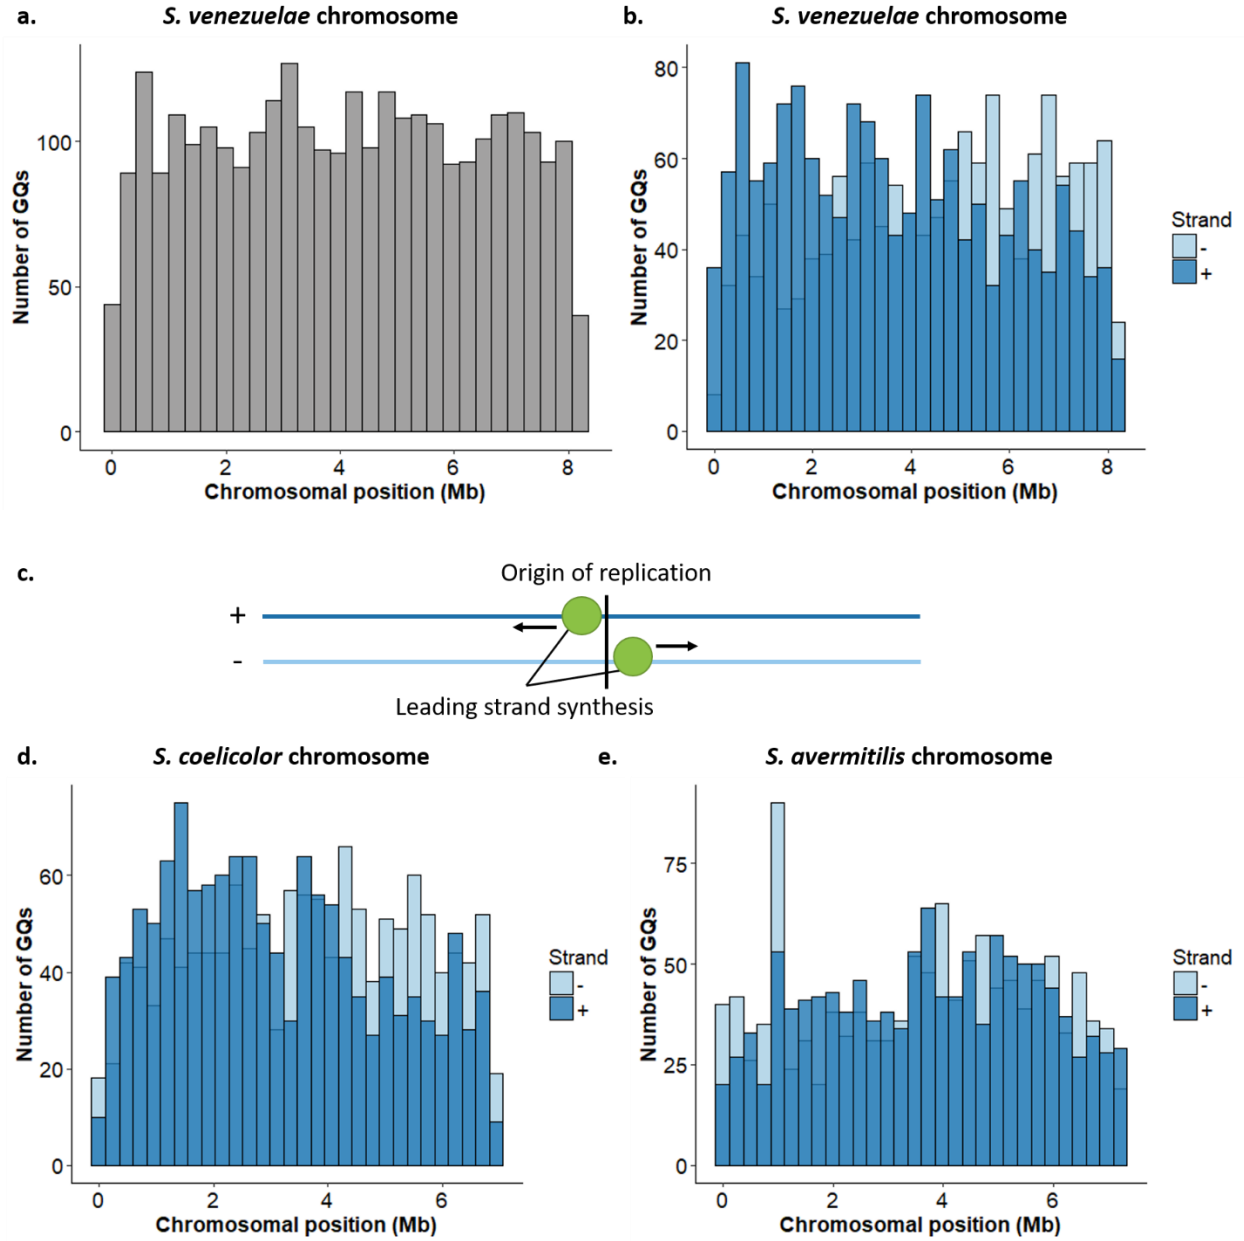 a. S. venezuelae chromosome
Number of GQs
100
50
0
0 2 4 6 8
Chromosomal position (Mb)
b. S. venezuelae chromosome
Number of GQs
80
60
40
20
0
0 2 4 6 8
Chromosomal position (Mb)
Strand
-
+
c.
Origin of replication
+
-
Leading strand synthesis
d. S. coelicolor chromosome
Number of GQs
60
40
20
0
0 2 4 6
Chromosomal position (Mb)
Strand
-
+
e. S. avermitilis chromosome
Number of GQs
75
50
25
0
0 2 4 6
Chromosomal position (Mb)
Strand
-
+